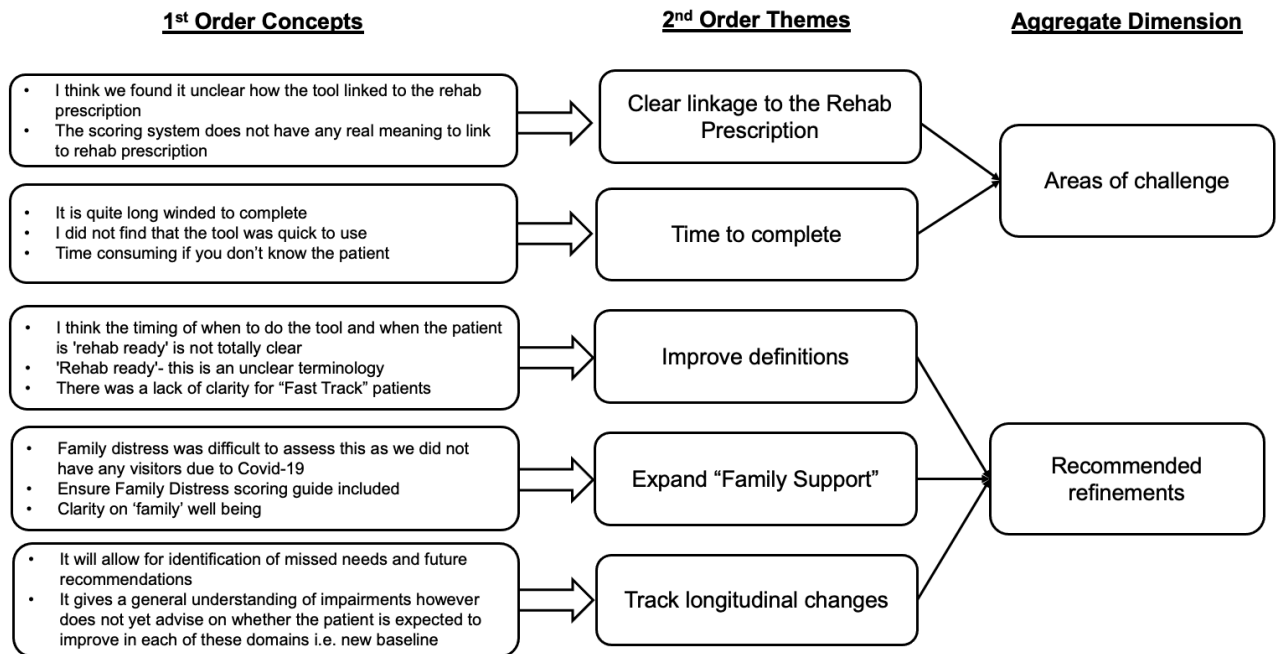 1st Order Concepts
2nd Order Themes
Aggregate Dimension
• I think we found it unclear how the tool linked to the rehab
prescription
• The scoring system does not have any real meaning to link
to rehab prescription
Clear linkage to the Rehab
Prescription
Areas of challenge
• It is quite long winded to complete
• I did not find that the tool was quick to use
• Time consuming if you don’t know the patient
Time to complete
• I think the timing of when to do the tool and when the patient
is 'rehab ready' is not totally clear
• 'Rehab ready'- this is an unclear terminology
• There was a lack of clarity for “Fast Track” patients
Improve definitions
• Family distress was difficult to assess this as we did not
have any visitors due to Covid-19
• Ensure Family Distress scoring guide included
• Clarity on ‘family’ well being
Expand “Family Support”
Recommended
refinements
• It will allow for identification of missed needs and future
recommendations
• It gives a general understanding of impairments however
does not yet advise on whether the patient is expected to
improve in each of these domains i.e. new baseline
Track longitudinal changes